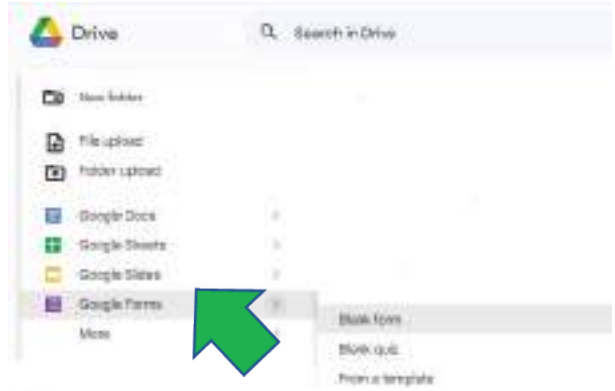 Drive
Search in Drive
New folder
File upload
Folder upload
Google Docs
Google Sheets
Google Slides
Google Forms
More
Blank form
Blank quiz
From a template